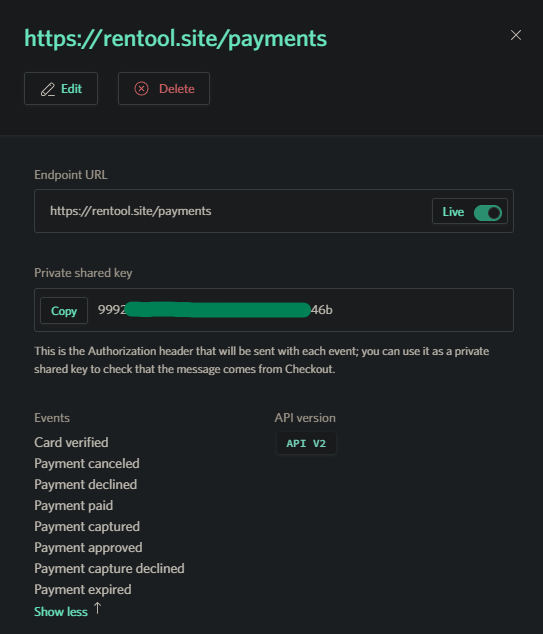 https://rentool.site/payments
Edit
Delete
Endpoint URL
https://rentool.site/payments
Live
Private shared key
Copy
9992
46b
This is the Authorization header that will be sent with each event; you can use it as a private
shared key to check that the message comes from Checkout.
Events
API version
Card verified
API V2
Payment canceled
Payment declined
Payment paid
Payment captured
Payment approved
Payment capture declined
Payment expired
Show less